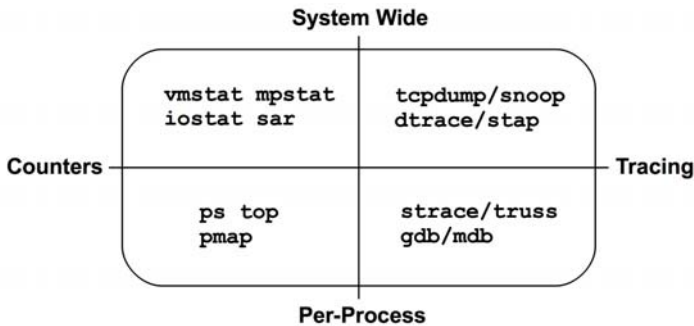 System Wide
vmstat mpstat
iostat sar
tcpdump/snoop
dtrace/stap
Counters
Tracing
ps top
pmap
strace/truss
gdb/mdb
Per-Process